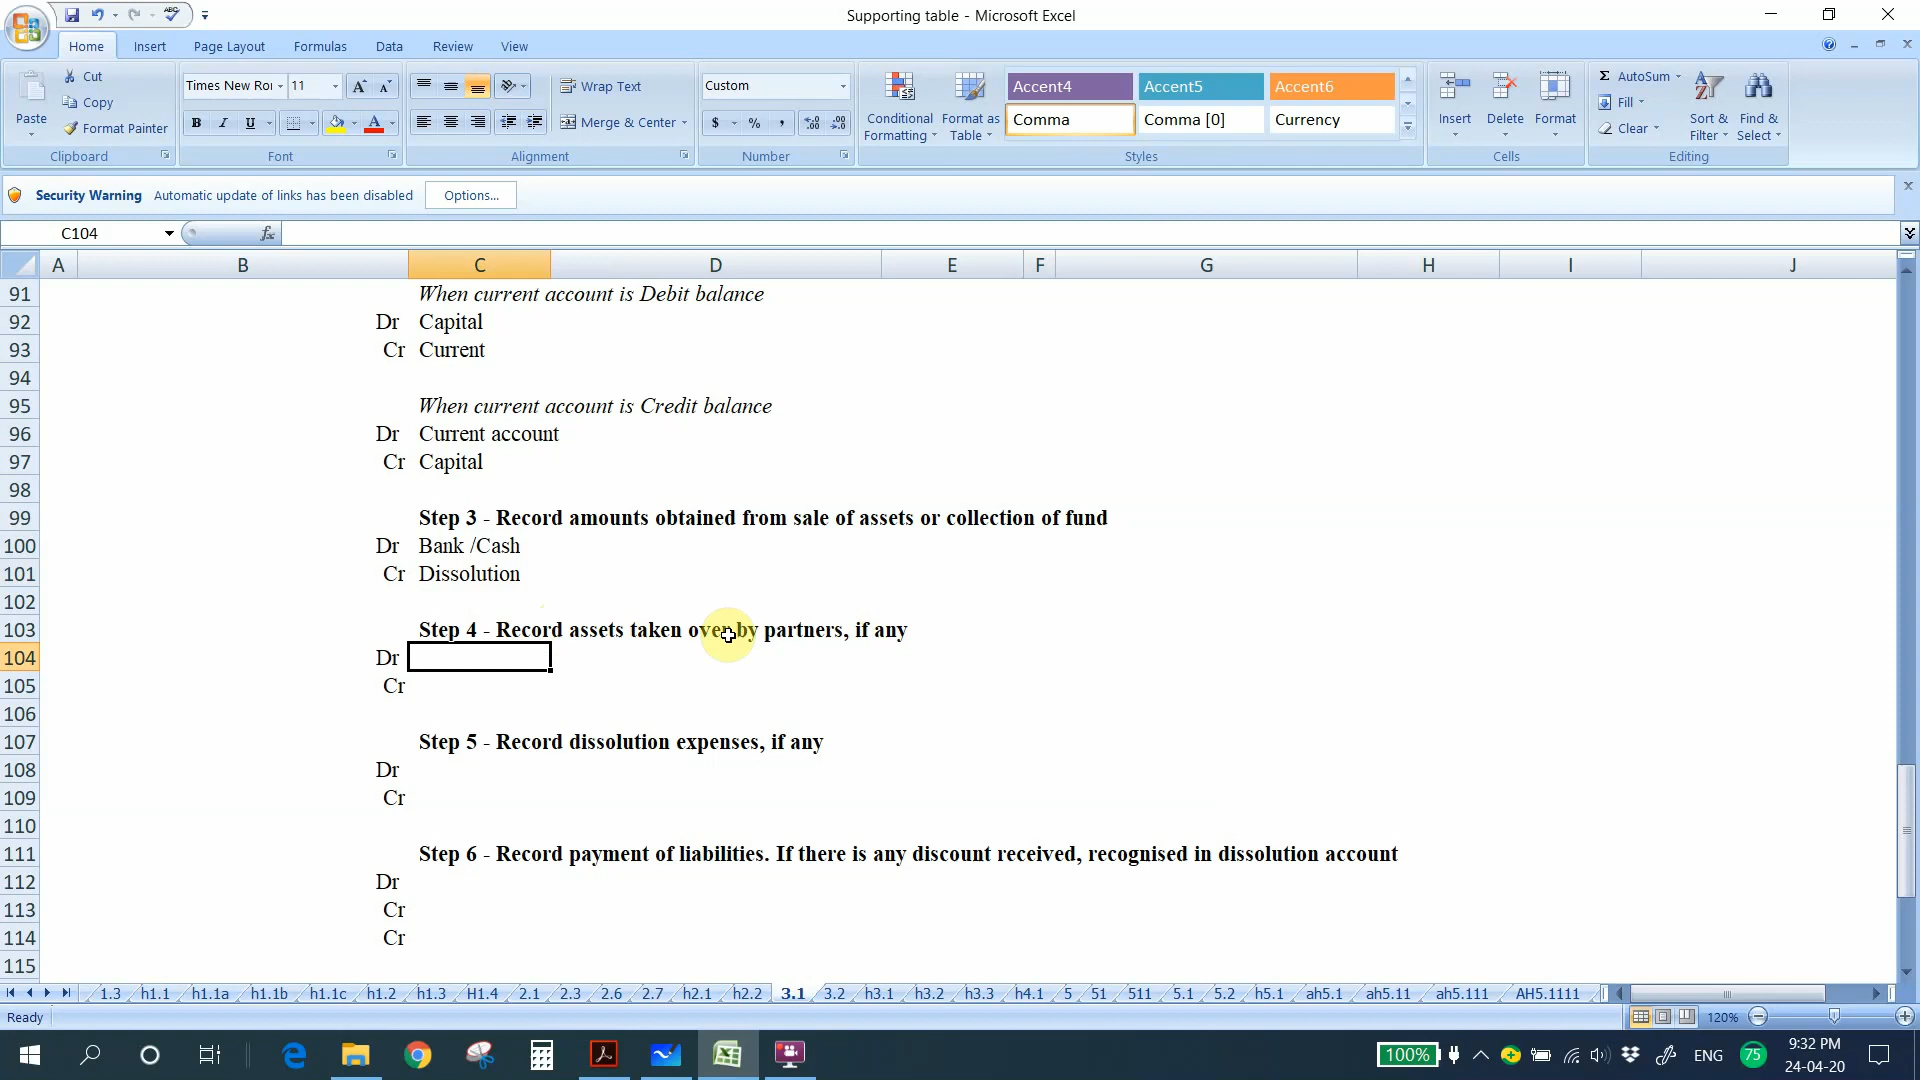 Supporting table - Microsoft Excel
Home Insert Page Layout Formulas Data Review View
Paste
Cut
Copy
Format Painter
Clipboard
Times New Ror 11
B I U
Font
Wrap Text
Merge & Center
Alignment
Custom
$ % ,
Number
Conditional Formatting
Format as Table
Accent4 Accent5 Accent6
Comma Comma [0] Currency
Styles
Insert Delete Format
Cells
Σ AutoSum
Fill
Clear
Sort & Filter
Find & Select
Editing
Security Warning Automatic update of links has been disabled Options...
C104 fx
A B C D E F G H I J
91 When current account is Debit balance
92 Dr Capital
93 Cr Current
94
95 When current account is Credit balance
96 Dr Current account
97 Cr Capital
98
99 Step 3 - Record amounts obtained from sale of assets or collection of fund
100 Dr Bank /Cash
101 Cr Dissolution
102
103 Step 4 - Record assets taken over by partners, if any
104 Dr
105 Cr
106
107 Step 5 - Record dissolution expenses, if any
108 Dr
109 Cr
110
111 Step 6 - Record payment of liabilities. If there is any discount received, recognised in dissolution account
112 Dr
113 Cr
114 Cr
115
1.3 h1.1 h1.1a h1.1b h1.1c h1.2 h1.3 H1.4 2.1 2.3 2.6 2.7 h2.1 h2.2 3.1 3.2 h3.1 h3.2 h3.3 h4.1 5 51 511 5.1 5.2 h5.1 ah5.1 ah5.11 ah5.111 AH5.1111
Ready 120%
100% ENG 75 9:32 PM
24-04-20